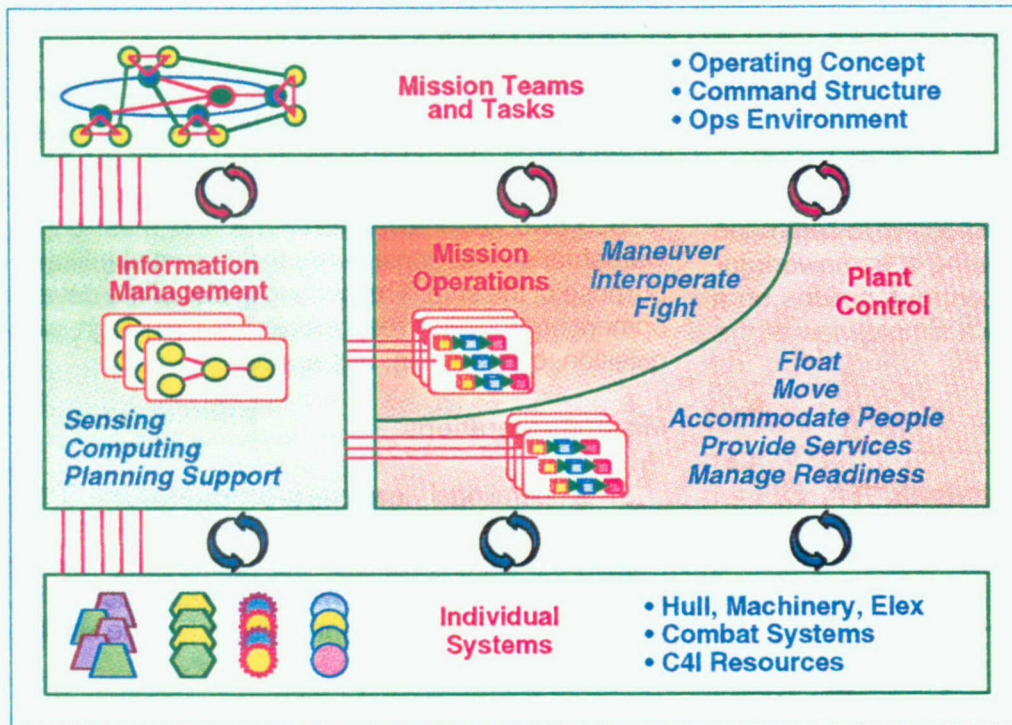 Mission Teams
and Tasks
• Operating Concept
• Command Structure
• Ops Environment
Information
Management
Sensing
Computing
Planning Support
Mission
Operations
Maneuver
Interoperate
Fight
Plant
Control
Float
Move
Accommodate People
Provide Services
Manage Readiness
Individual
Systems
• Hull, Machinery, Elex
• Combat Systems
• C4I Resources